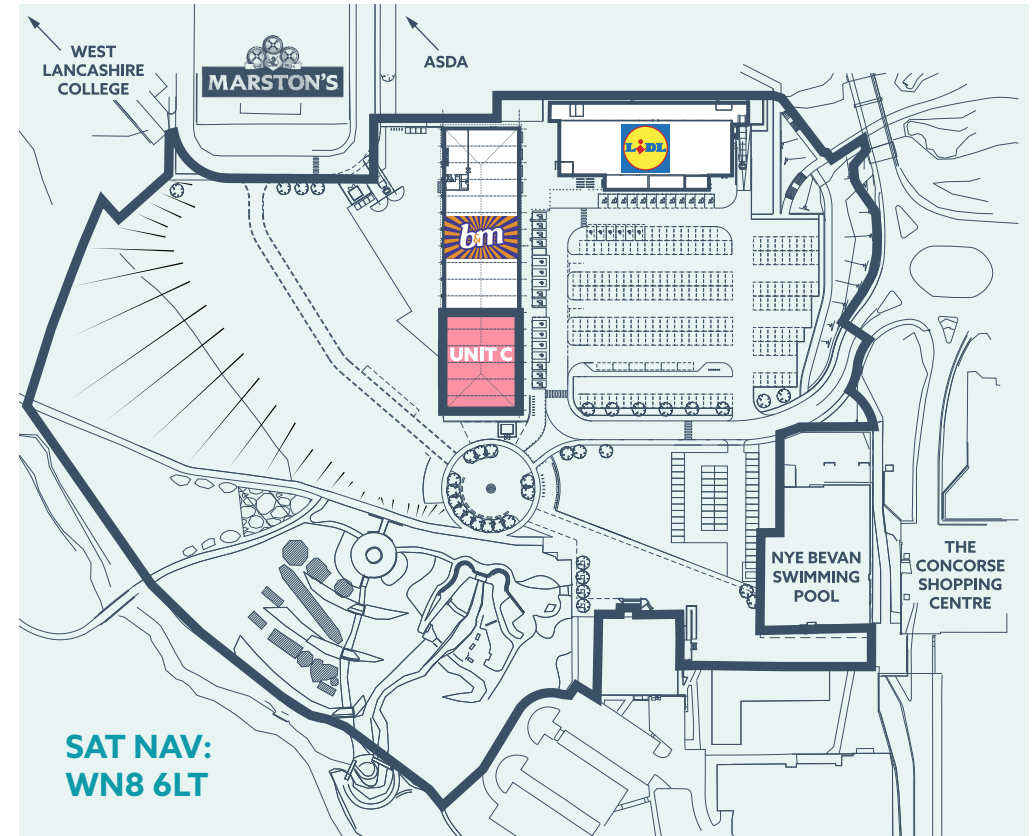 WEST
LANCASHIRE
COLLEGE
MARSTON'S
ASDA
LiDL
b&m
UNIT C
NYE BEVAN
SWIMMING
POOL
THE
CONCORSE
SHOPPING
CENTRE
SAT NAV:
WN8 6LT